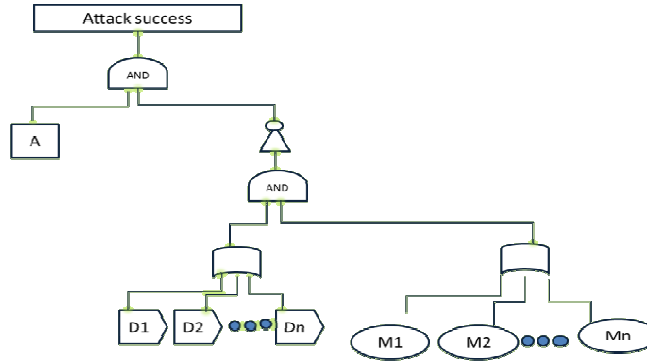 Attack success
AND
A
AND
D1
D2
Dn
M1
M2
Mn